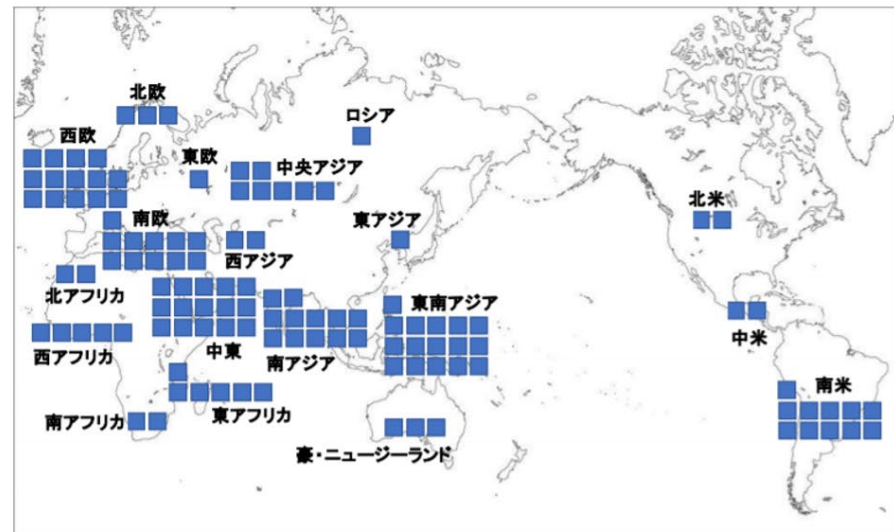 北欧
ロシア
西欧
東欧
中央アジア
北米
南欧
東アジア
西アジア
北アフリカ
東南アジア
中米
西アフリカ
中東
南アジア
南米
南アフリカ
東アフリカ
豪・ニュージーランド